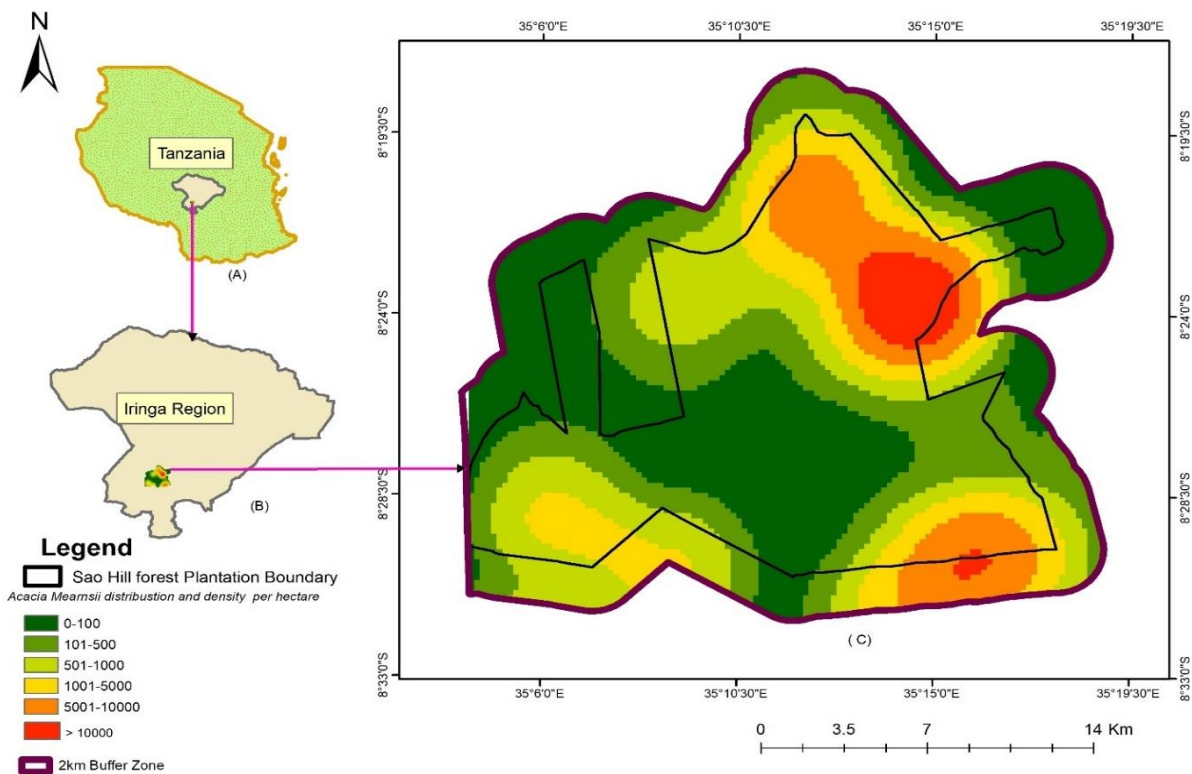 N
Tanzania
(A)
Iringa Region
(B)
Legend
Sao Hill forest Plantation Boundary
Acacia Mearnsii distribustion and density per hectare
0-100
101-500
501-1000
1001-5000
5001-10000
> 10000
2km Buffer Zone
35°6'0"E 35°10'30"E 35°15'0"E 35°19'30"E
8°19'30"S
8°24'0"S
8°28'30"S
8°33'0"S
8°19'30"S
8°24'0"S
8°28'30"S
8°33'0"S
( C)
35°6'0"E 35°10'30"E 35°15'0"E 35°19'30"E
0 3.5 7 14 Km